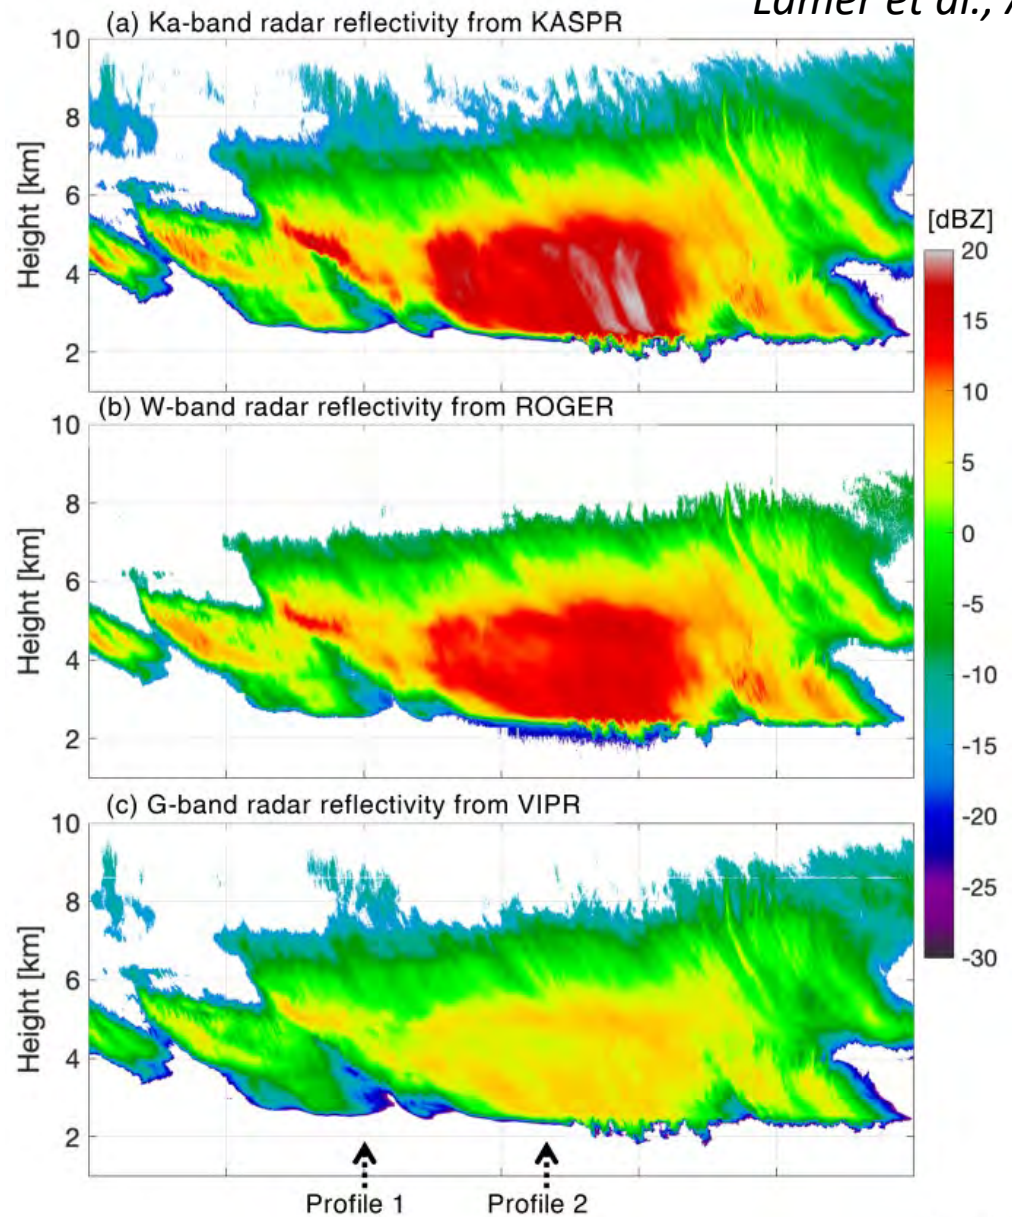 Lamer et al.,
(a) Ka-band radar reflectivity from KASPR
10
8
6
4
2
Height [km]
(b) W-band radar reflectivity from ROGER
10
8
6
4
2
Height [km]
(c) G-band radar reflectivity from VIPR
10
8
6
4
2
Height [km]
Profile 1 Profile 2
[dBZ]
20
15
10
5
0
-5
-10
-15
-20
-25
-30